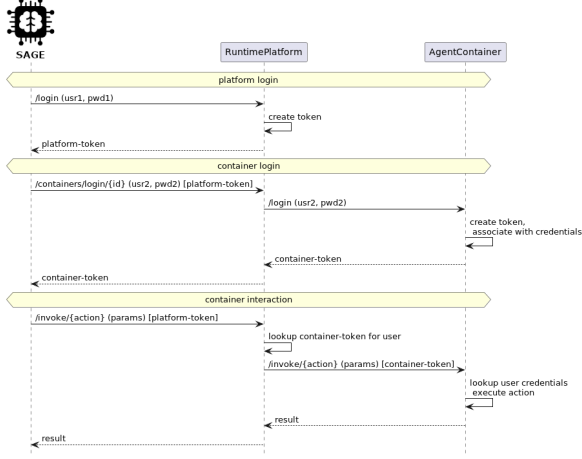 SAGE
RuntimePlatform
AgentContainer
platform login
/login (usr1, pwd1)
create token
platform-token
container login
/containers/login/{id} (usr2, pwd2) [platform-token]
/login (usr2, pwd2)
create token,
associate with credentials
container-token
container-token
container interaction
/invoke/{action} (params) [platform-token]
lookup container-token for user
/invoke/{action} (params) [container-token]
lookup user credentials
execute action
result
result